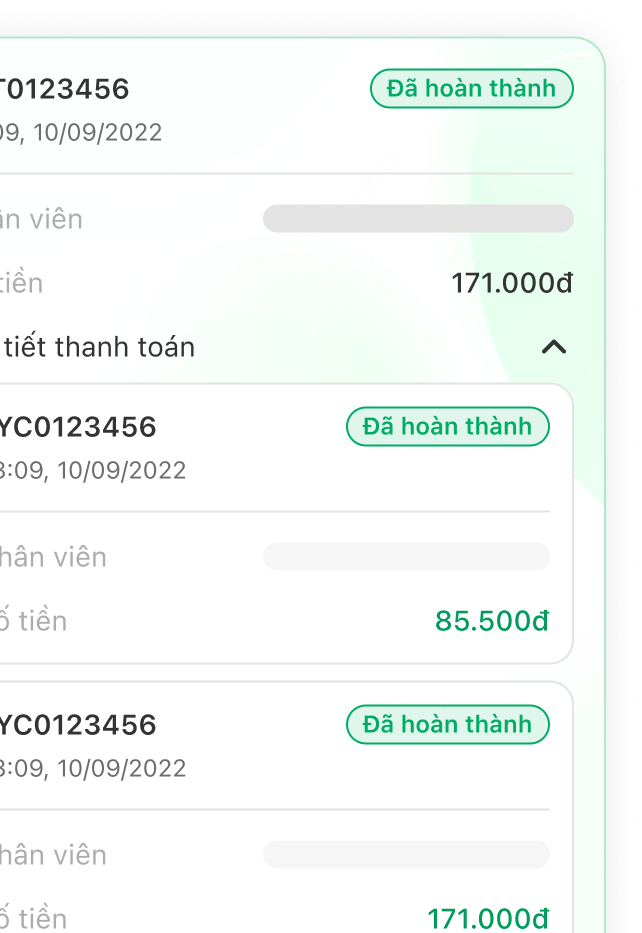 T0123456 Đã hoàn thành
09, 10/09/2022
ân viên
tiền 171.000đ
tiết thanh toán
YC0123456 Đã hoàn thành
3:09, 10/09/2022
hân viên
ố tiền 85.500đ
YC0123456 Đã hoàn thành
3:09, 10/09/2022
hân viên
ố tiền 171.000đ